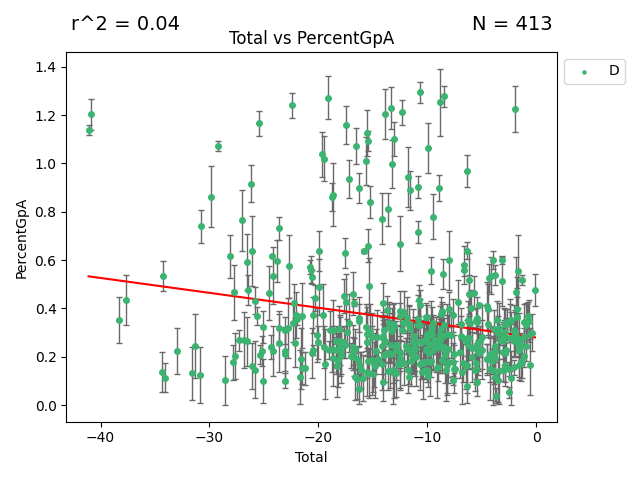 r^2 = 0.04
N = 413
Total vs PercentGpA
D
1.4
1.2
1.0
0.8
0.6
0.4
0.2
0.0
PercentGpA
−40
−30
−20
−10
0
Total